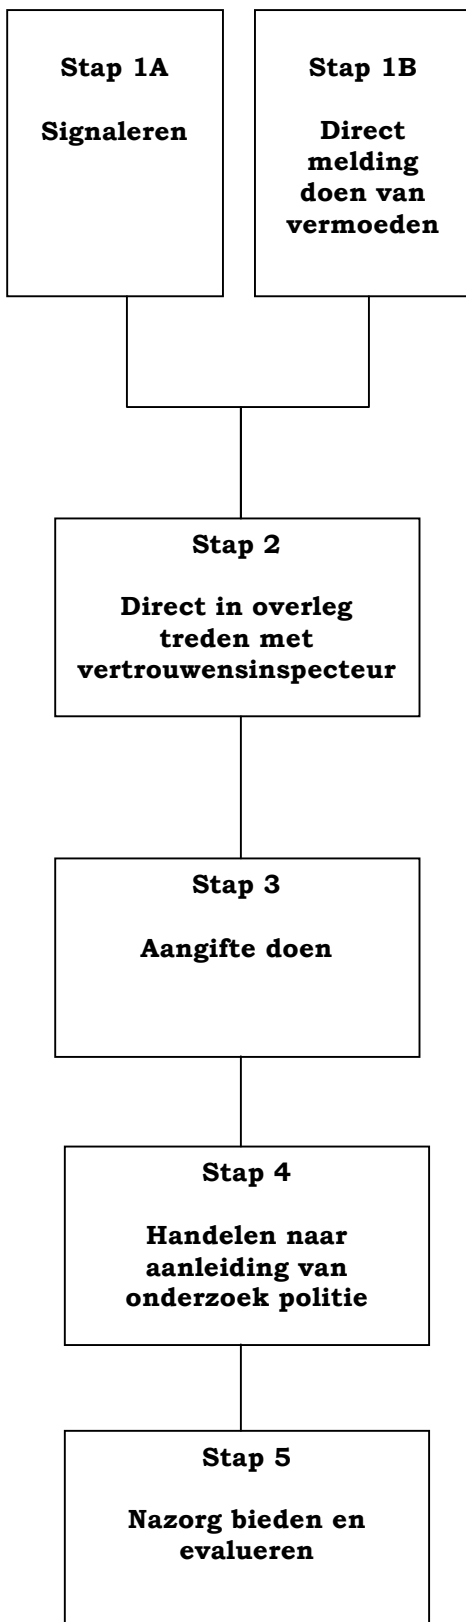 Stap 1A
Signaleren
Stap 1B
Direct
melding
doen van
vermoeden
Stap 2
Direct in overleg
treden met
vertrouwensinspecteur
Stap 3
Aangifte doen
Stap 4
Handelen naar
aanleiding van
onderzoek politie
Stap 5
Nazorg bieden en
evalueren